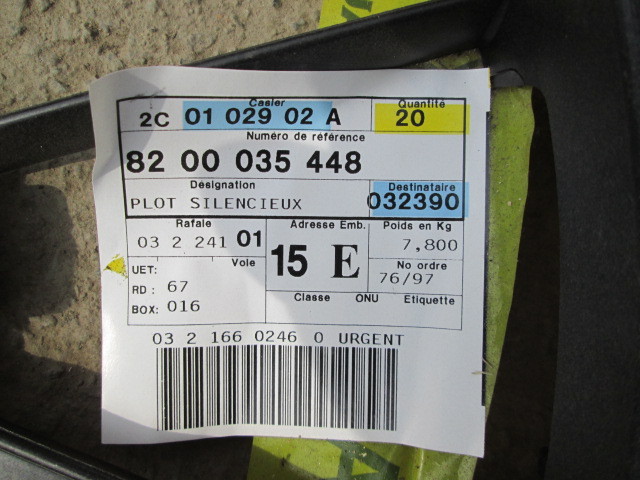 Casier Quantité
2C 01 029 02 A 20
Numéro de référence
82 00 035 448
Désignation Destinataire
PLOT SILENCIEUX 032390
Rafale Adresse Emb. Poids en Kg
03 2 241 01 15 E 7,800
UET: Voie No ordre
RD: 67 76/97
BOX: 016 Classe ONU Etiquette
03 2 166 0246 0 URGENT